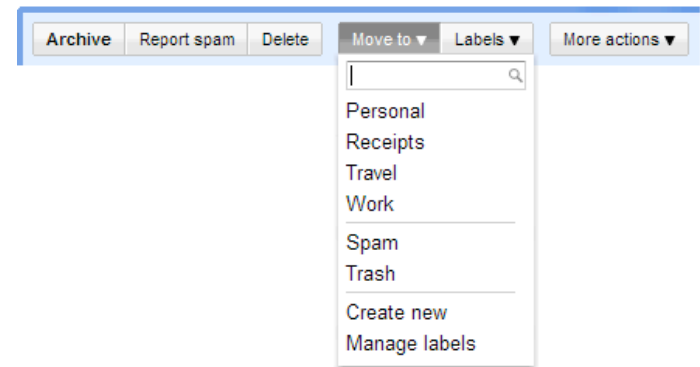 Archive Report spam Delete Move to ▼ Labels ▼ More actions ▼
Personal
Receipts
Travel
Work
Spam
Trash
Create new
Manage labels